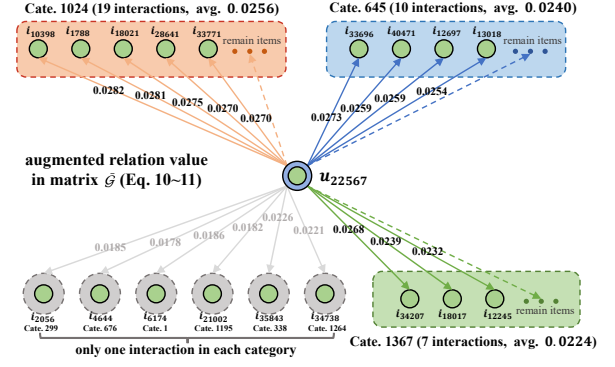 Cate. 1024 (19 interactions, avg. 0.0256)
Cate. 645 (10 interactions, avg. 0.0240)
i10398 i1788 i18021 i28641 i33771
remain items
i33696 i40471 i12697 i13018
remain items
0.0282 0.0281 0.0275 0.0270 0.0270
0.0273 0.0259 0.0259 0.0254
augmented relation value
in matrix 𝒢̄ (Eq. 10~11)
u22567
0.0185 0.0178 0.0186 0.0182 0.0226 0.0221
0.0268 0.0239 0.0232
i2056 i4644 i6174 i21002 i35843 i34738
Cate. 299 Cate. 676 Cate. 1 Cate. 1195 Cate. 338 Cate. 1264
i34207 i18017 i12245
remain items
only one interaction in each category
Cate. 1367 (7 interactions, avg. 0.0224)